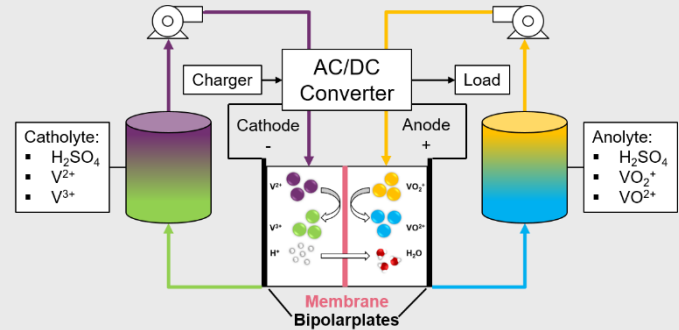 AC/DC
Converter
Charger
Load
Cathode
-
Anode
+
Catholyte:
▪ H₂SO₄
▪ V²⁺
▪ V³⁺
Anolyte:
▪ H₂SO₄
▪ VO₂⁺
▪ VO²⁺
V²⁺
VO₂⁺
V³⁺
VO²⁺
H⁺
H₂O
Membrane
Bipolarplates